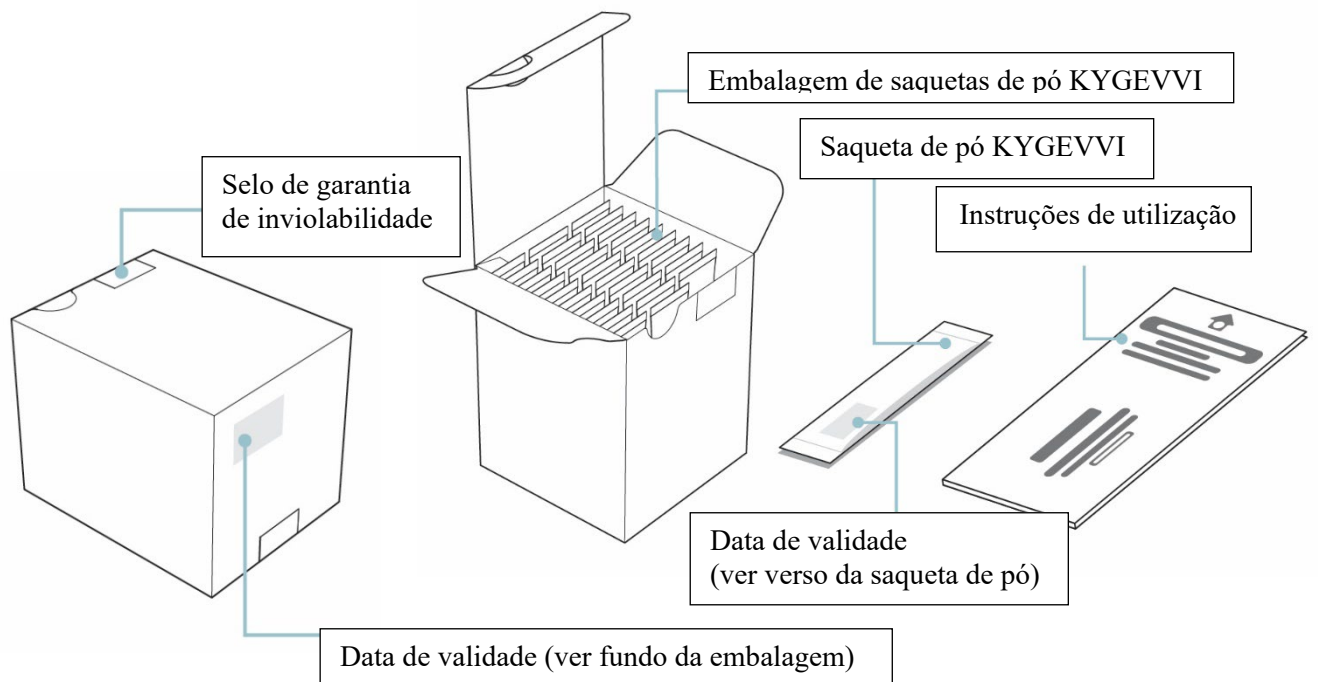 Embalagem de saquetas de pó KYGEVVI
Saqueta de pó KYGEVVI
Selo de garantia
de inviolabilidade
Instruções de utilização
Data de validade
(ver verso da saqueta de pó)
Data de validade (ver fundo da embalagem)